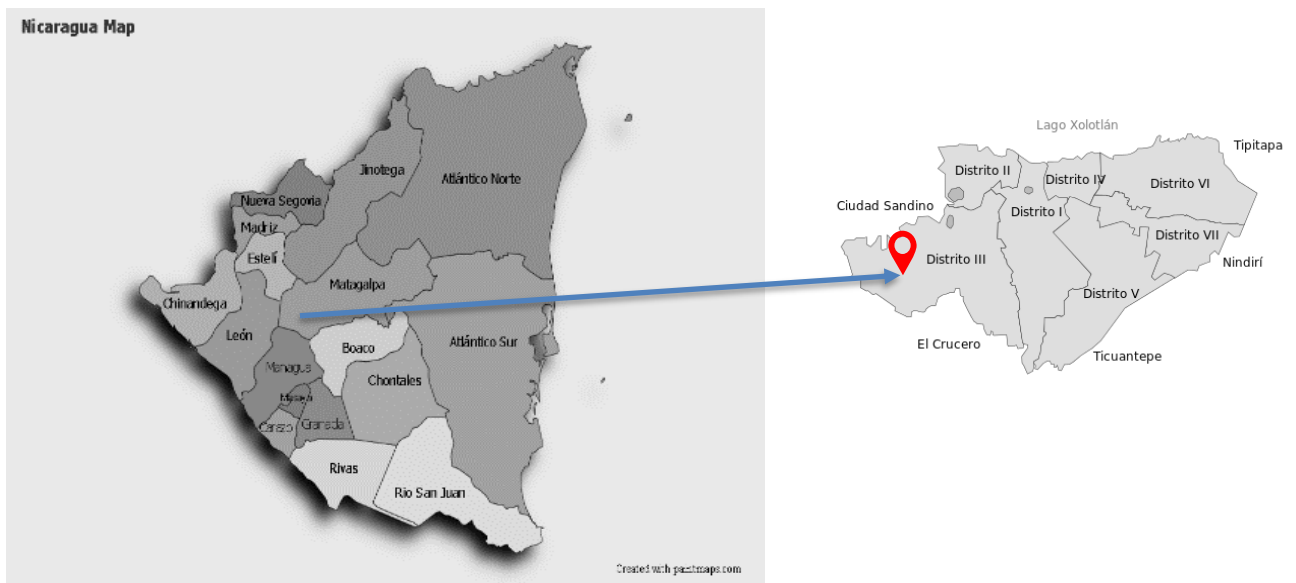 Nicaragua Map
Jinotega
Atlántico Norte
Nueva Segovia
Madriz
Estelí
Matagalpa
Chinandega
León
Boaco
Atlántico Sur
Managua
Chontales
Masaya
Carazo
Granada
Rivas
Rio San Juan
Created with paintmaps.com
Lago Xolotlán
Tipitapa
Distrito II
Distrito IV
Distrito VI
Ciudad Sandino
Distrito I
Distrito VII
Distrito III
Nindirí
Distrito V
El Crucero
Ticuantepe